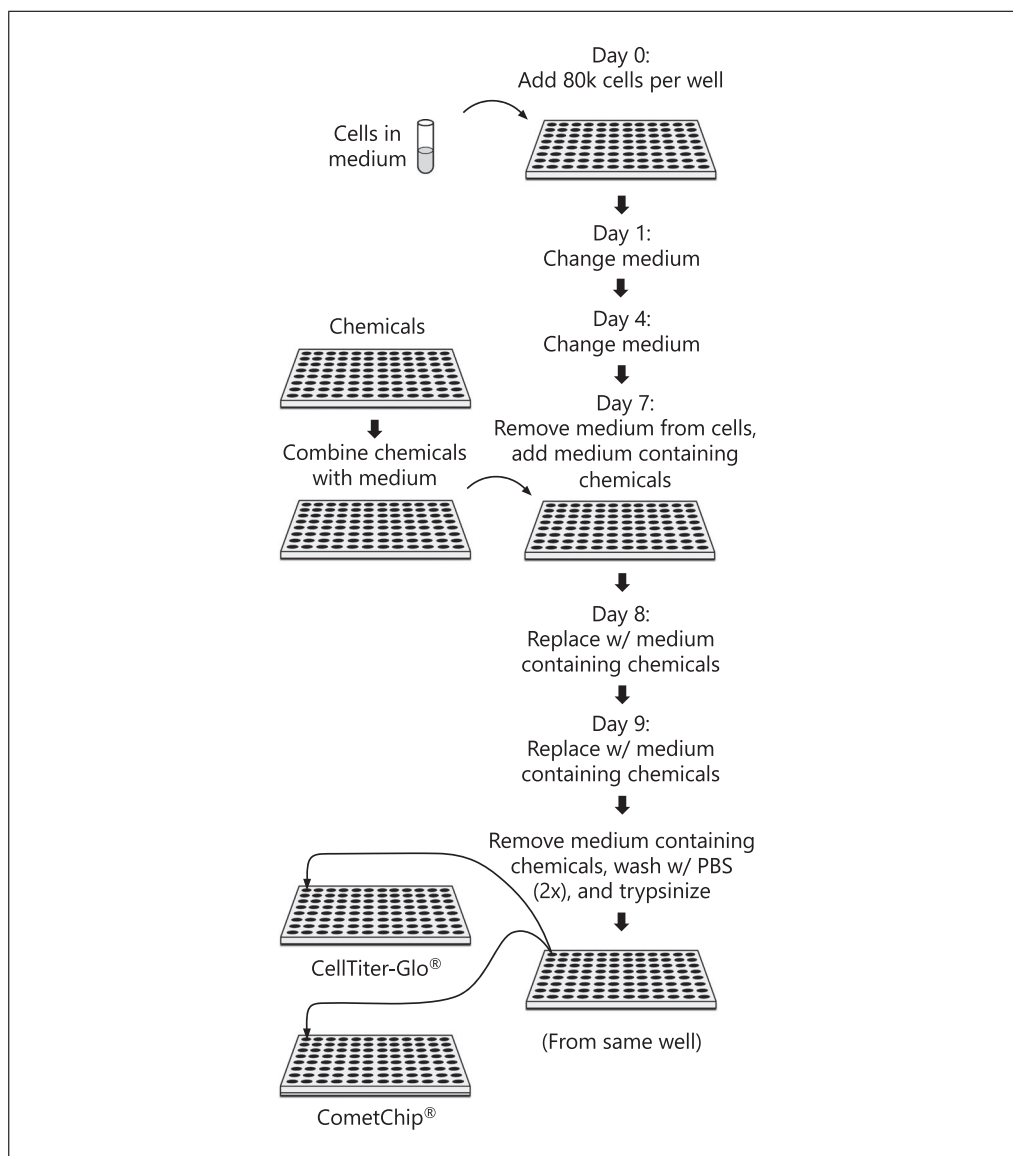 Day 0:
Add 80k cells per well
Cells in
medium
Day 1:
Change medium
Day 4:
Change medium
Chemicals
Combine chemicals
with medium
Day 7:
Remove medium from cells,
add medium containing
chemicals
Day 8:
Replace w/ medium
containing chemicals
Day 9:
Replace w/ medium
containing chemicals
Remove medium containing
chemicals, wash w/ PBS
(2x), and trypsinize
CellTiter-Glo®
(From same well)
CometChip®